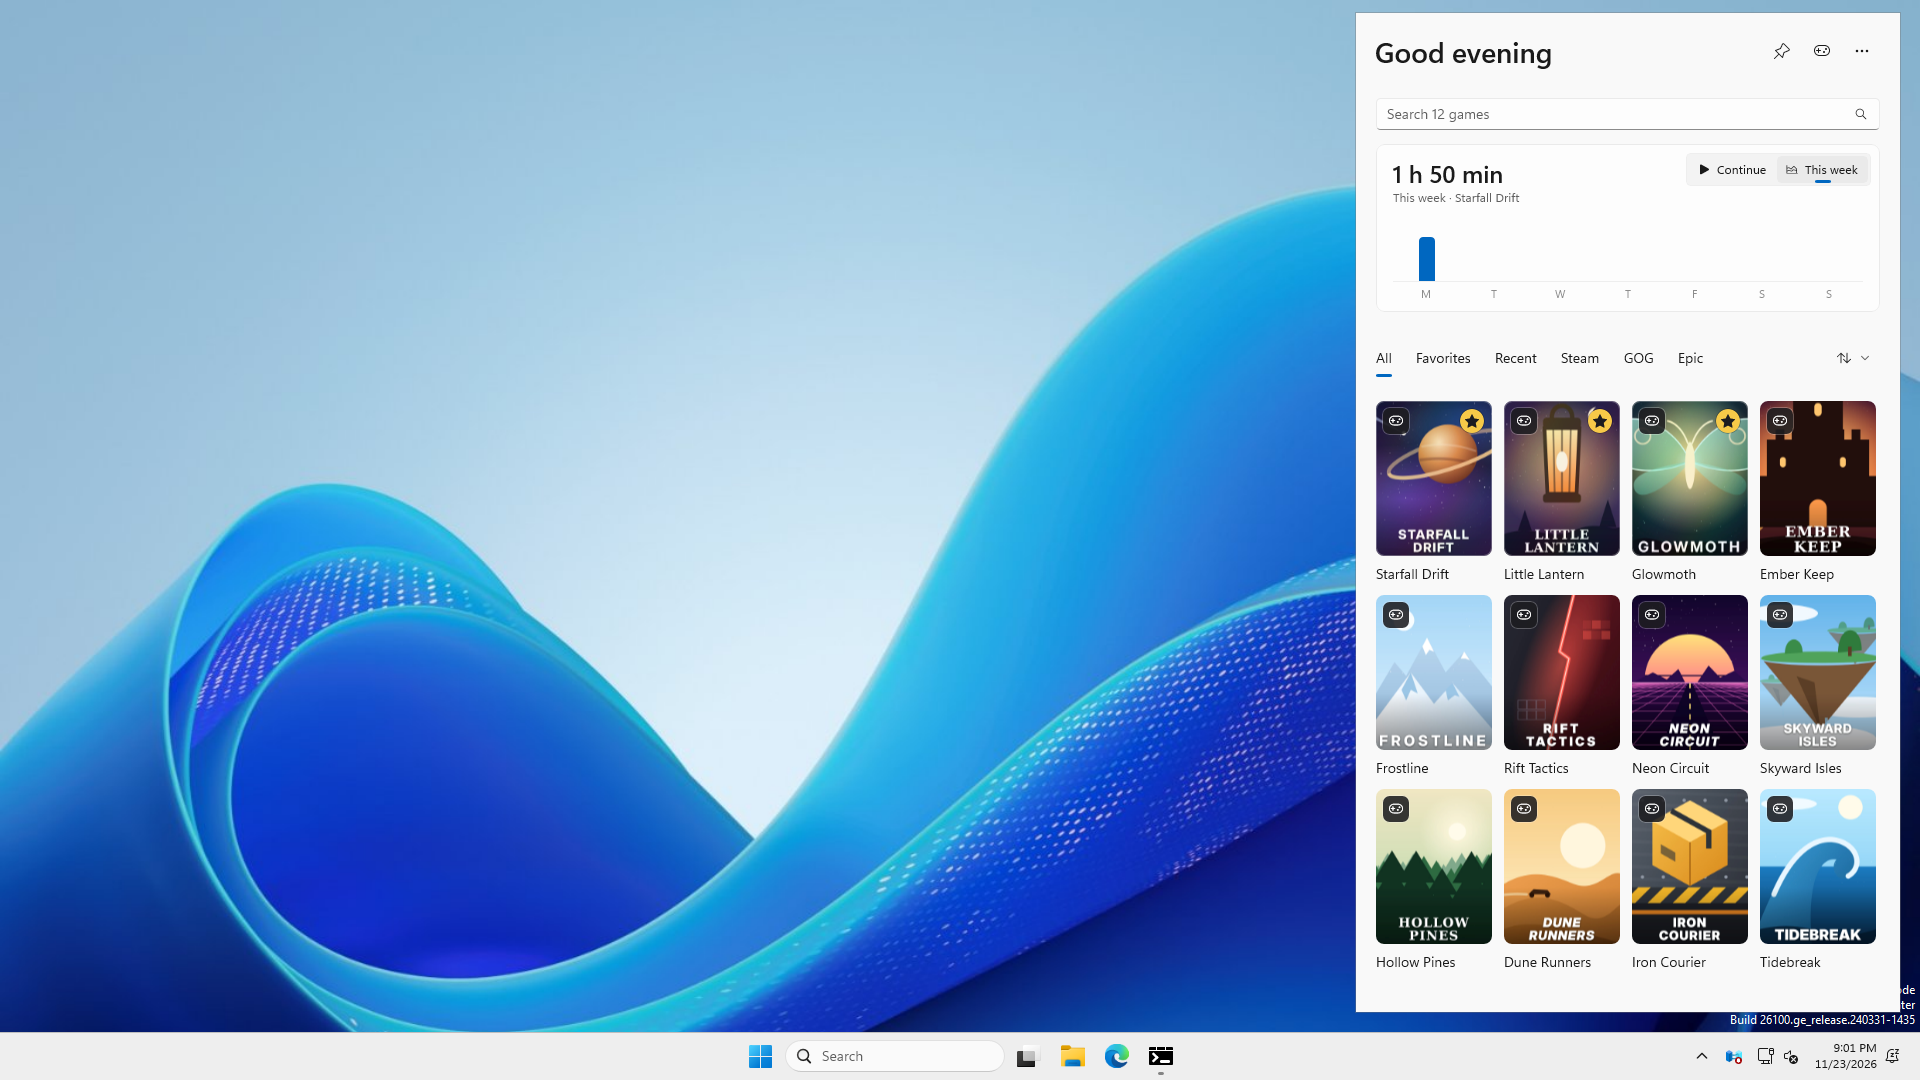 Good evening
Search 12 games
1 h 50 min
Continue
This week
This week · Starfall Drift
M T W T F S S
All Favorites Recent Steam GOG Epic
STARFALL
DRIFT
LITTLE
LANTERN
GLOWMOTH
EMBER
KEEP
Starfall Drift
Little Lantern
Glowmoth
Ember Keep
FROSTLINE
RIFT
TACTICS
NEON
CIRCUIT
SKYWARD
ISLES
Frostline
Rift Tactics
Neon Circuit
Skyward Isles
HOLLOW
PINES
DUNE
RUNNERS
IRON
COURIER
TIDEBREAK
Hollow Pines
Dune Runners
Iron Courier
Tidebreak
Build 26100.ge_release.240331-1435
Search
9:01 PM
11/23/2026